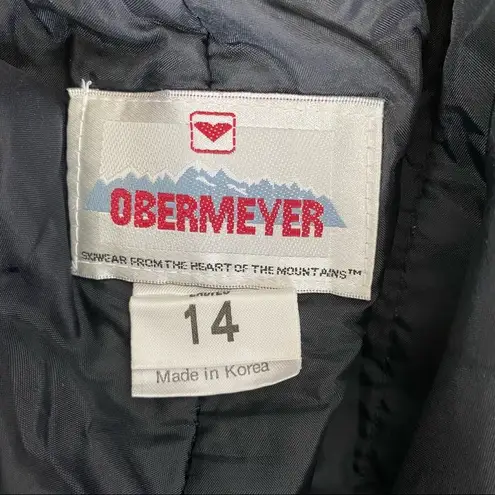 OBERMEYER
SKIWEAR FROM THE HEART OF THE MOUNTAINS™
14
Made in Korea